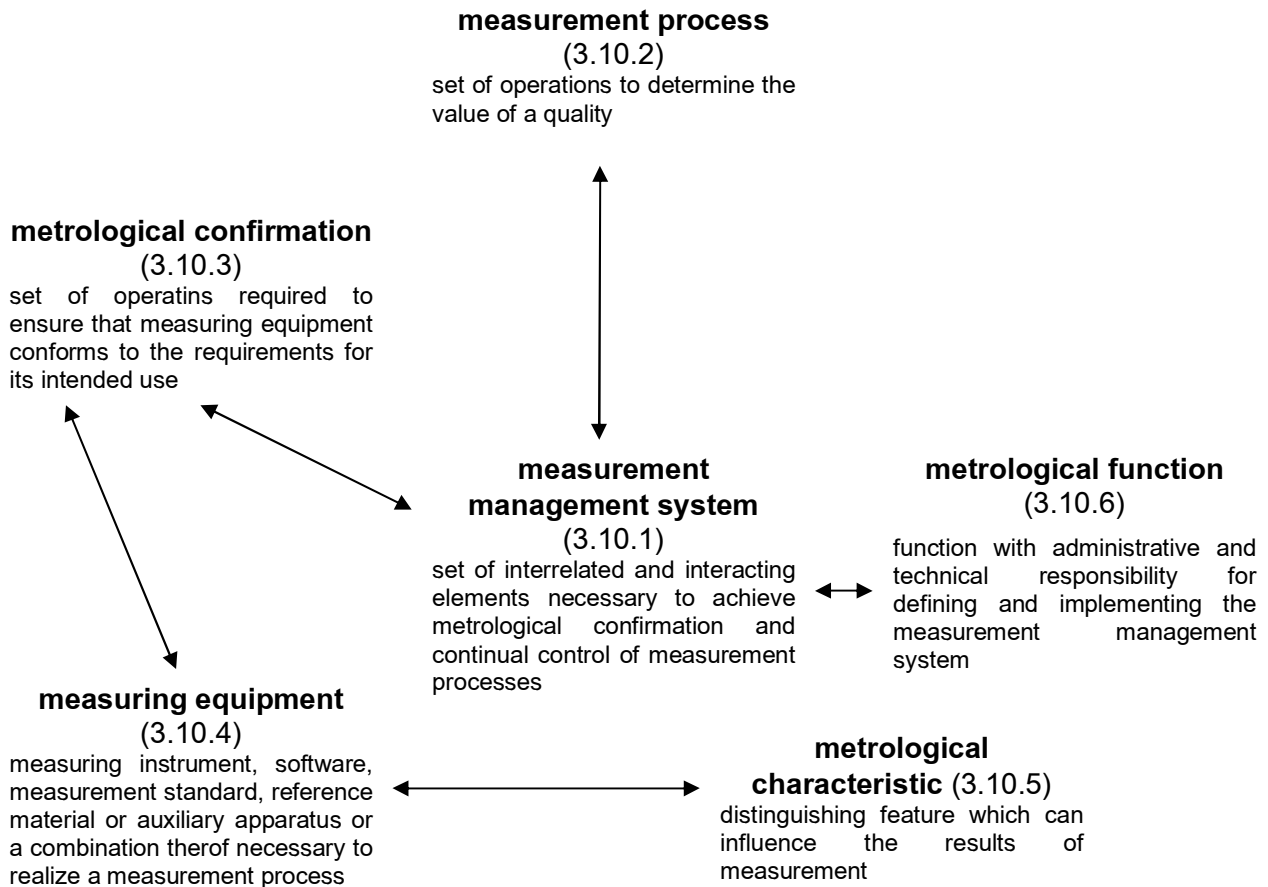 measurement process
(3.10.2)
set of operations to determine the
value of a quality
metrological confirmation
(3.10.3)
set of operatins required to
ensure that measuring equipment
conforms to the requirements for
its intended use
measurement
management system
(3.10.1)
set of interrelated and interacting
elements necessary to achieve
metrological confirmation and
continual control of measurement
processes
metrological function
(3.10.6)
function with administrative and
technical responsibility for
defining and implementing the
measurement management
system
measuring equipment
(3.10.4)
measuring instrument, software,
measurement standard, reference
material or auxiliary apparatus or
a combination therof necessary to
realize a measurement process
metrological
characteristic (3.10.5)
distinguishing feature which can
influence the results of
measurement